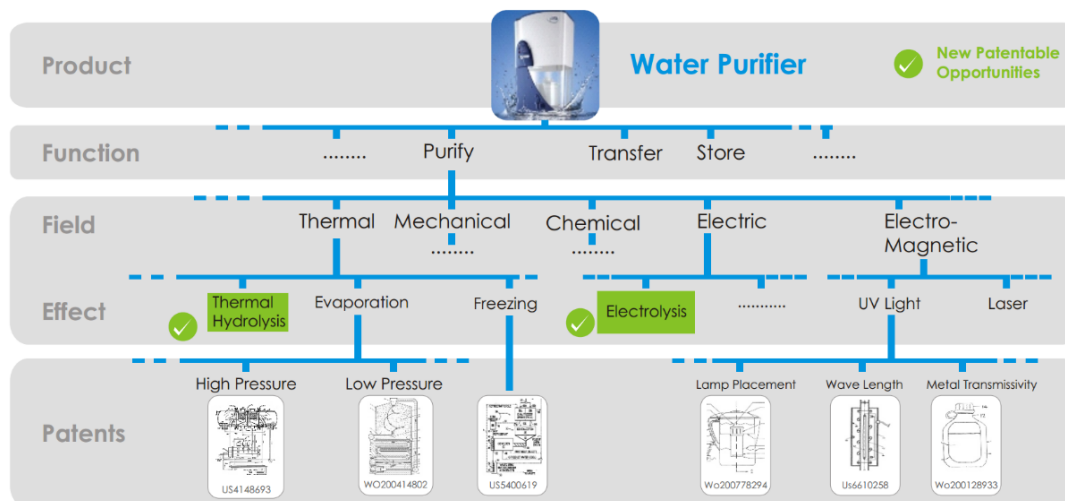 Product
Water Purifier
New Patentable
Opportunities
Function
........
Purify
Transfer
Store
........
Field
Thermal
Mechanical
........
Chemical
........
Electric
Electro-
Magnetic
Effect
Thermal
Hydrolysis
Evaporation
Freezing
Electrolysis
...........
UV Light
Laser
Patents
High Pressure
Low Pressure
Lamp Placement
Wave Length
Metal Transmissivity
US4148693
WO200414802
US5400619
Wo200778294
Us6610258
Wo200128933